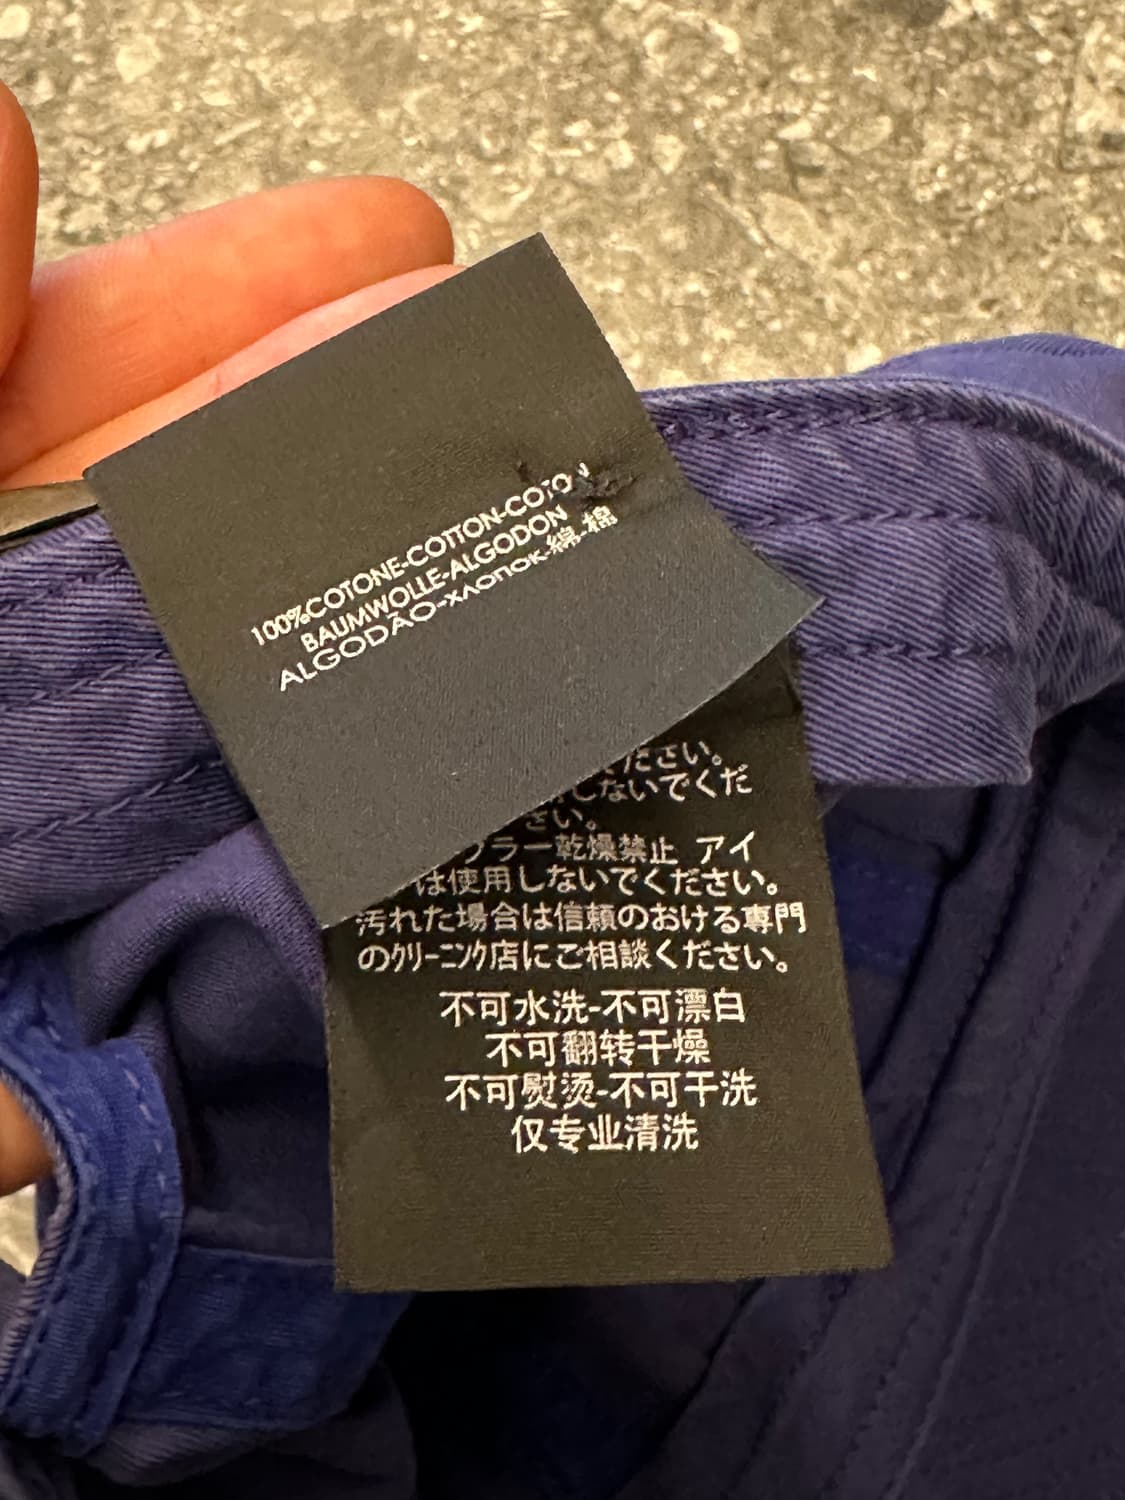 100%COTONE-COTTON-COTON
BAUMWOLLE-ALGODON
ALGODÃO-хлопок-綿-棉
ださい。
しないでくだ
さい。
ブラー乾燥禁止 アイ
は使用しないでください。
汚れた場合は信頼のおける専門
のクリーニング店にご相談ください。
不可水洗-不可漂白
不可翻转干燥
不可熨烫-不可干洗
仅专业清洗